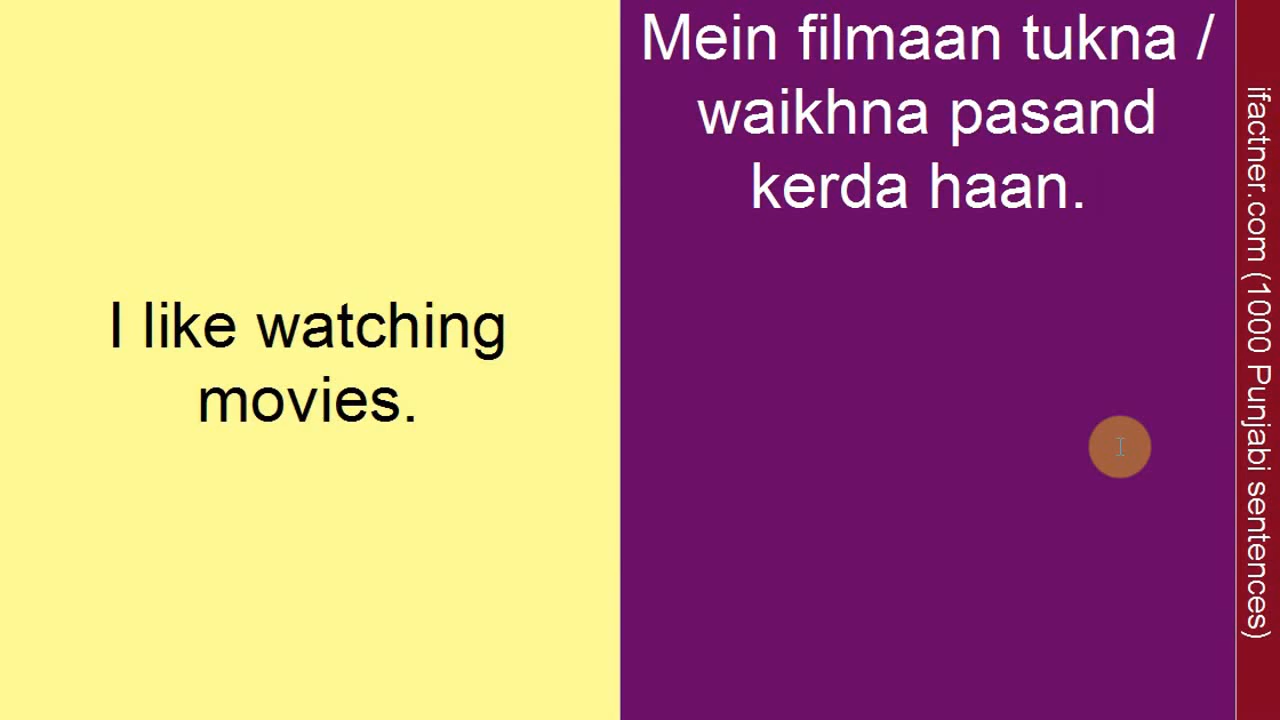 I like watching
movies.
Mein filmaan tukna /
waikhna pasand
kerda haan.
ifactner.com (1000 Punjabi sentences)